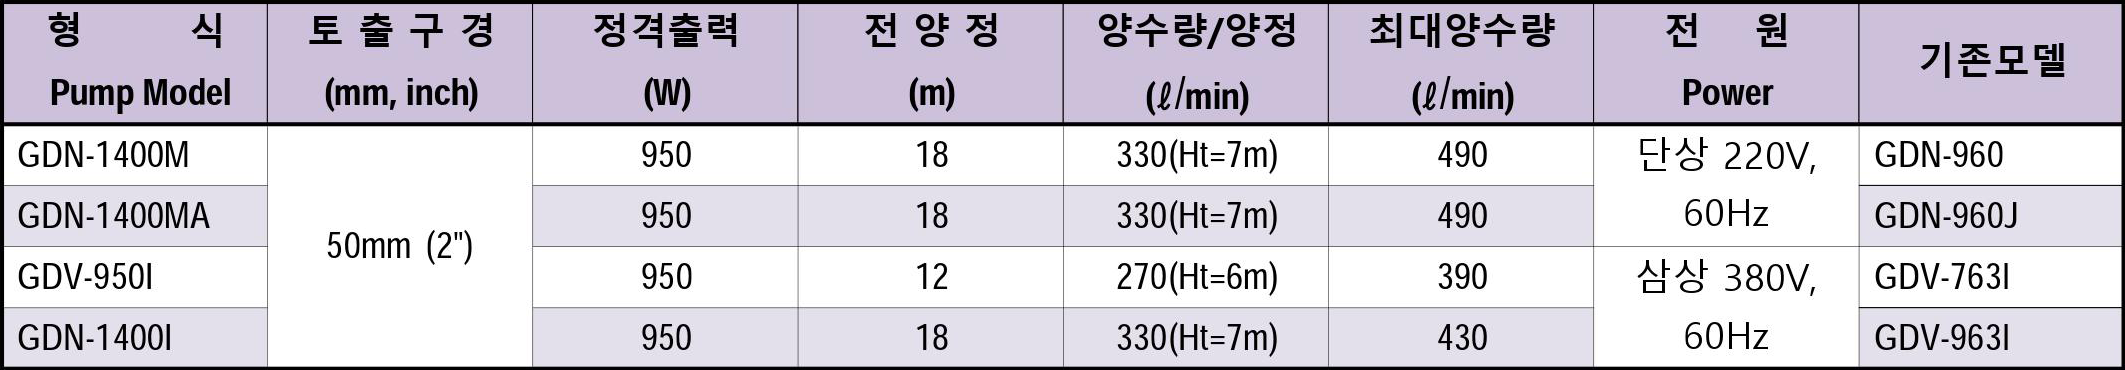 형 식 토 출 구 경 정격출력 전 양 정 양수량/양정 최대양수량 전 원 기존모델
Pump Model (mm, inch) (W) (m) (ℓ/min) (ℓ/min) Power
GDN-1400M 950 18 330(Ht=7m) 490 단상 220V, GDN-960
GDN-1400MA 950 18 330(Ht=7m) 490 60Hz GDN-960J
50mm (2")
GDV-950I 950 12 270(Ht=6m) 390 삼상 380V, GDV-763I
GDN-1400I 950 18 330(Ht=7m) 430 60Hz GDV-963I